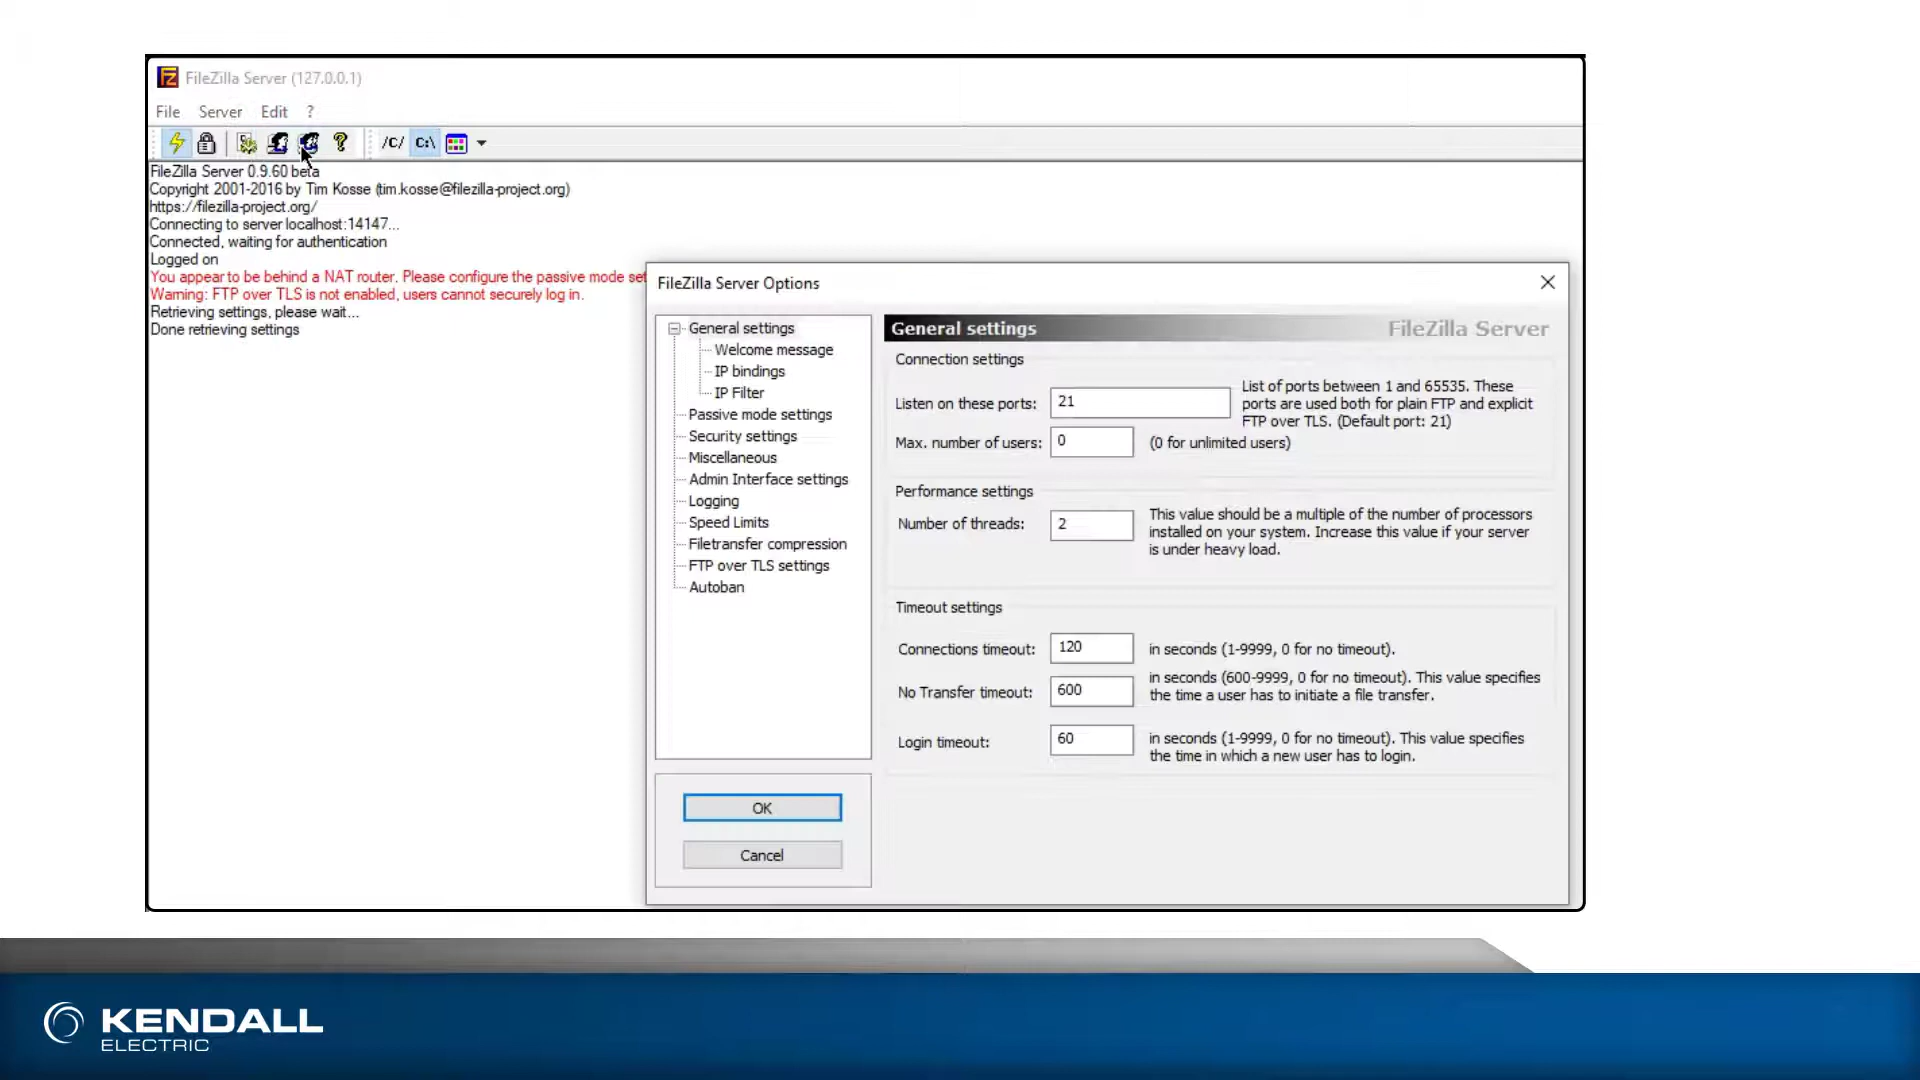 FileZilla Server (127.0.0.1)
File Server Edit ?
/C/ C:\
FileZilla Server 0.9.60 beta
Copyright 2001-2016 by Tim Kosse (tim.kosse@filezilla-project.org)
https://filezilla-project.org/
Connecting to server localhost:14147...
Connected, waiting for authentication
Logged on
You appear to be behind a NAT router. Please configure the passive mode set
Warning: FTP over TLS is not enabled, users cannot securely log in.
Retrieving settings, please wait...
Done retrieving settings
FileZilla Server Options
General settings
Welcome message
IP bindings
IP Filter
Passive mode settings
Security settings
Miscellaneous
Admin Interface settings
Logging
Speed Limits
Filetransfer compression
FTP over TLS settings
Autoban
OK
Cancel
General settings FileZilla Server
Connection settings
Listen on these ports: 21
List of ports between 1 and 65535. These
ports are used both for plain FTP and explicit
FTP over TLS. (Default port: 21)
Max. number of users: 0 (0 for unlimited users)
Performance settings
Number of threads: 2
This value should be a multiple of the number of processors
installed on your system. Increase this value if your server
is under heavy load.
Timeout settings
Connections timeout: 120 in seconds (1-9999, 0 for no timeout).
No Transfer timeout: 600
in seconds (600-9999, 0 for no timeout). This value specifies
the time a user has to initiate a file transfer.
Login timeout: 60
in seconds (1-9999, 0 for no timeout). This value specifies
the time in which a new user has to login.
KENDALL
ELECTRIC